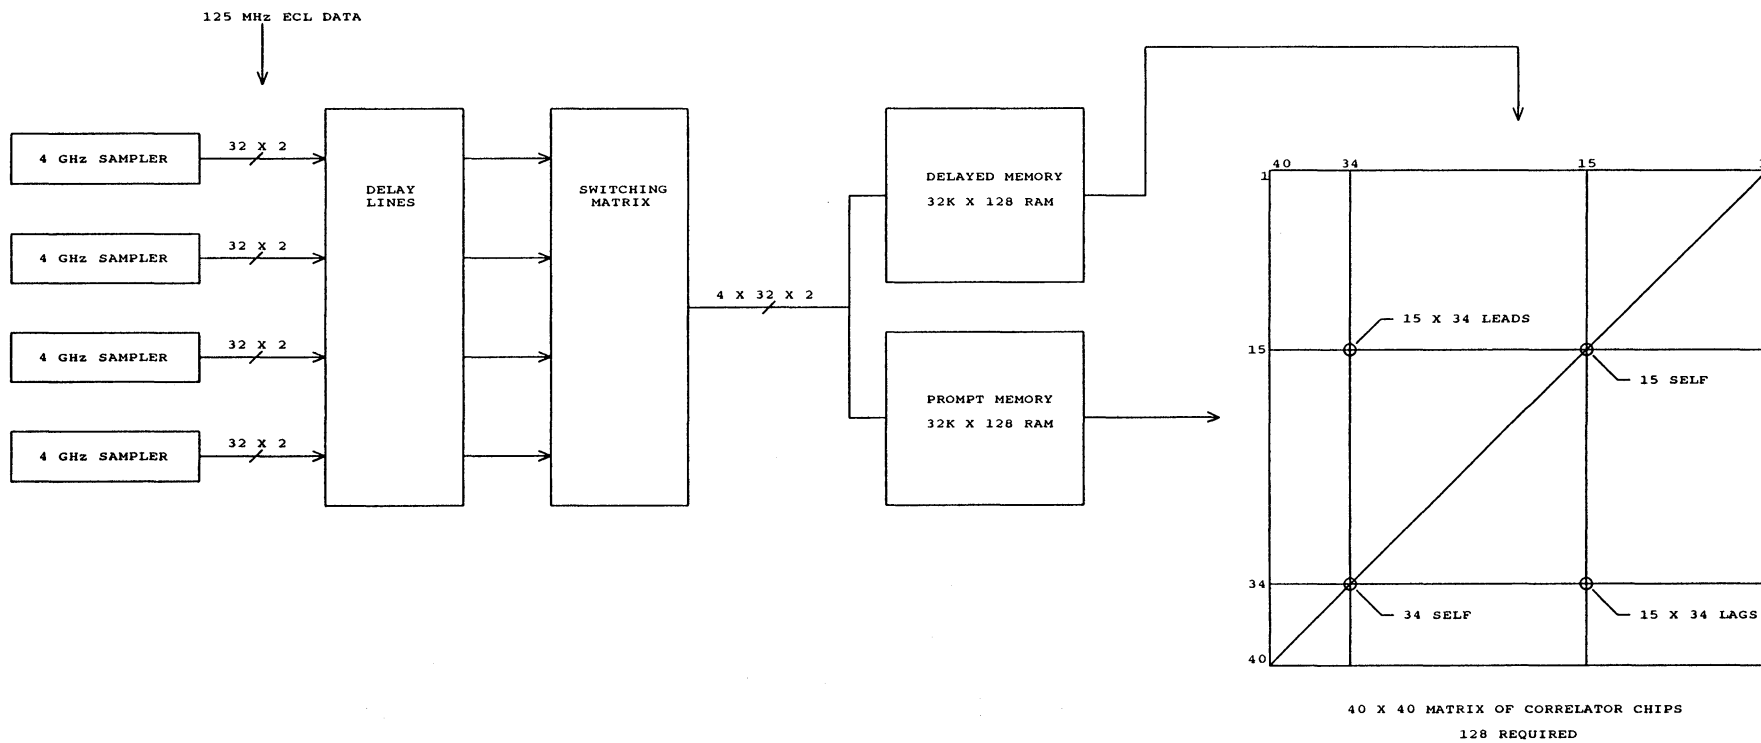 125 MHz ECL DATA
4 GHz SAMPLER
32 X 2
4 GHz SAMPLER
32 X 2
4 GHz SAMPLER
32 X 2
4 GHz SAMPLER
32 X 2
DELAY
LINES
SWITCHING
MATRIX
4 X 32 X 2
DELAYED MEMORY
32K X 128 RAM
PROMPT MEMORY
32K X 128 RAM
40
34
15
1
15
34
40
15 X 34 LEADS
15 SELF
34 SELF
15 X 34 LAGS
40 X 40 MATRIX OF CORRELATOR CHIPS
128 REQUIRED